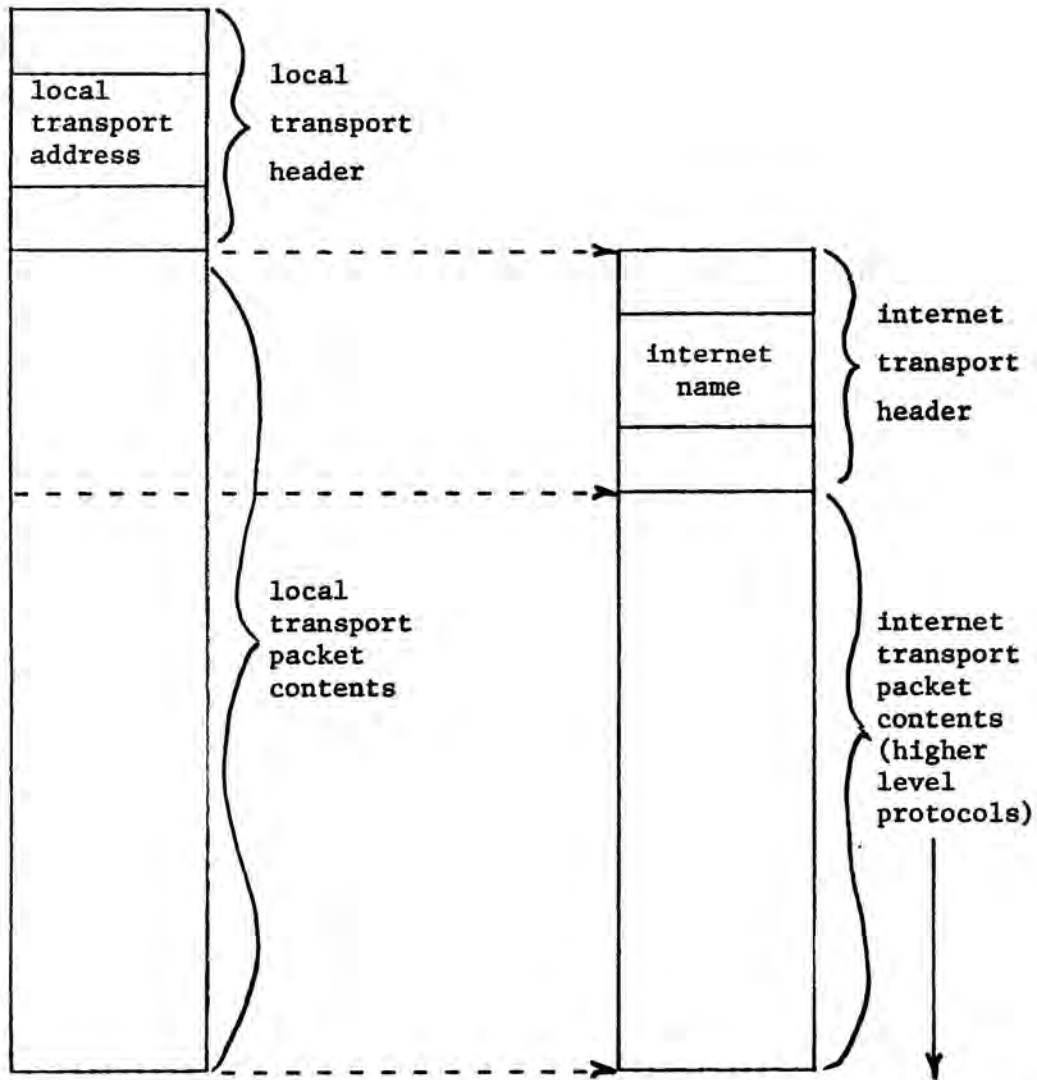 local
transport
address
local
transport
header
internet
name
internet
transport
header
local
transport
packet
contents
internet
transport
packet
contents
(higher
level
protocols)